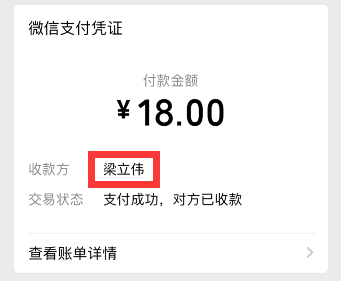 微信支付凭证
付款金额
¥18.00
收款方 梁立伟
交易状态 支付成功，对方已收款
查看账单详情